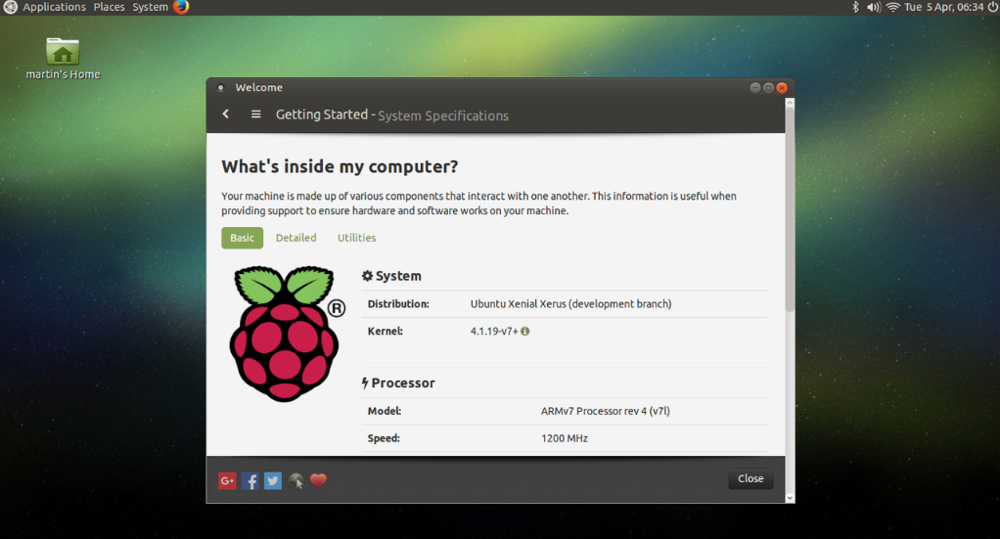 Applications Places System Tue 5 Apr, 06:34
martin's Home
Welcome
Getting Started - System Specifications
What's inside my computer?
Your machine is made up of various components that interact with one another. This information is useful when
providing support to ensure hardware and software works on your machine.
Basic Detailed Utilities
System
Distribution: Ubuntu Xenial Xerus (development branch)
Kernel: 4.1.19-v7+
®
Processor
Model: ARMv7 Processor rev 4 (v7l)
Speed: 1200 MHz
G+ f
Close